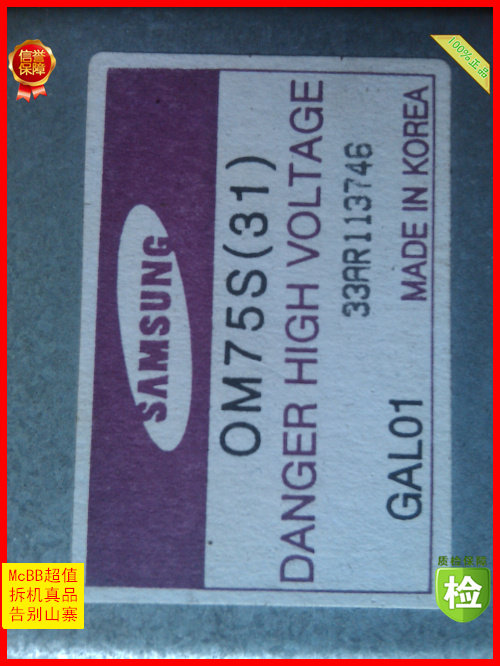 信誉
保障
100%正品
SAMSUNG
OM75S(31)
DANGER HIGH VOLTAGE
33AR113746
GAL01
MADE IN KOREA
McBB超值
拆机真品
告别山寨
质检保障
检